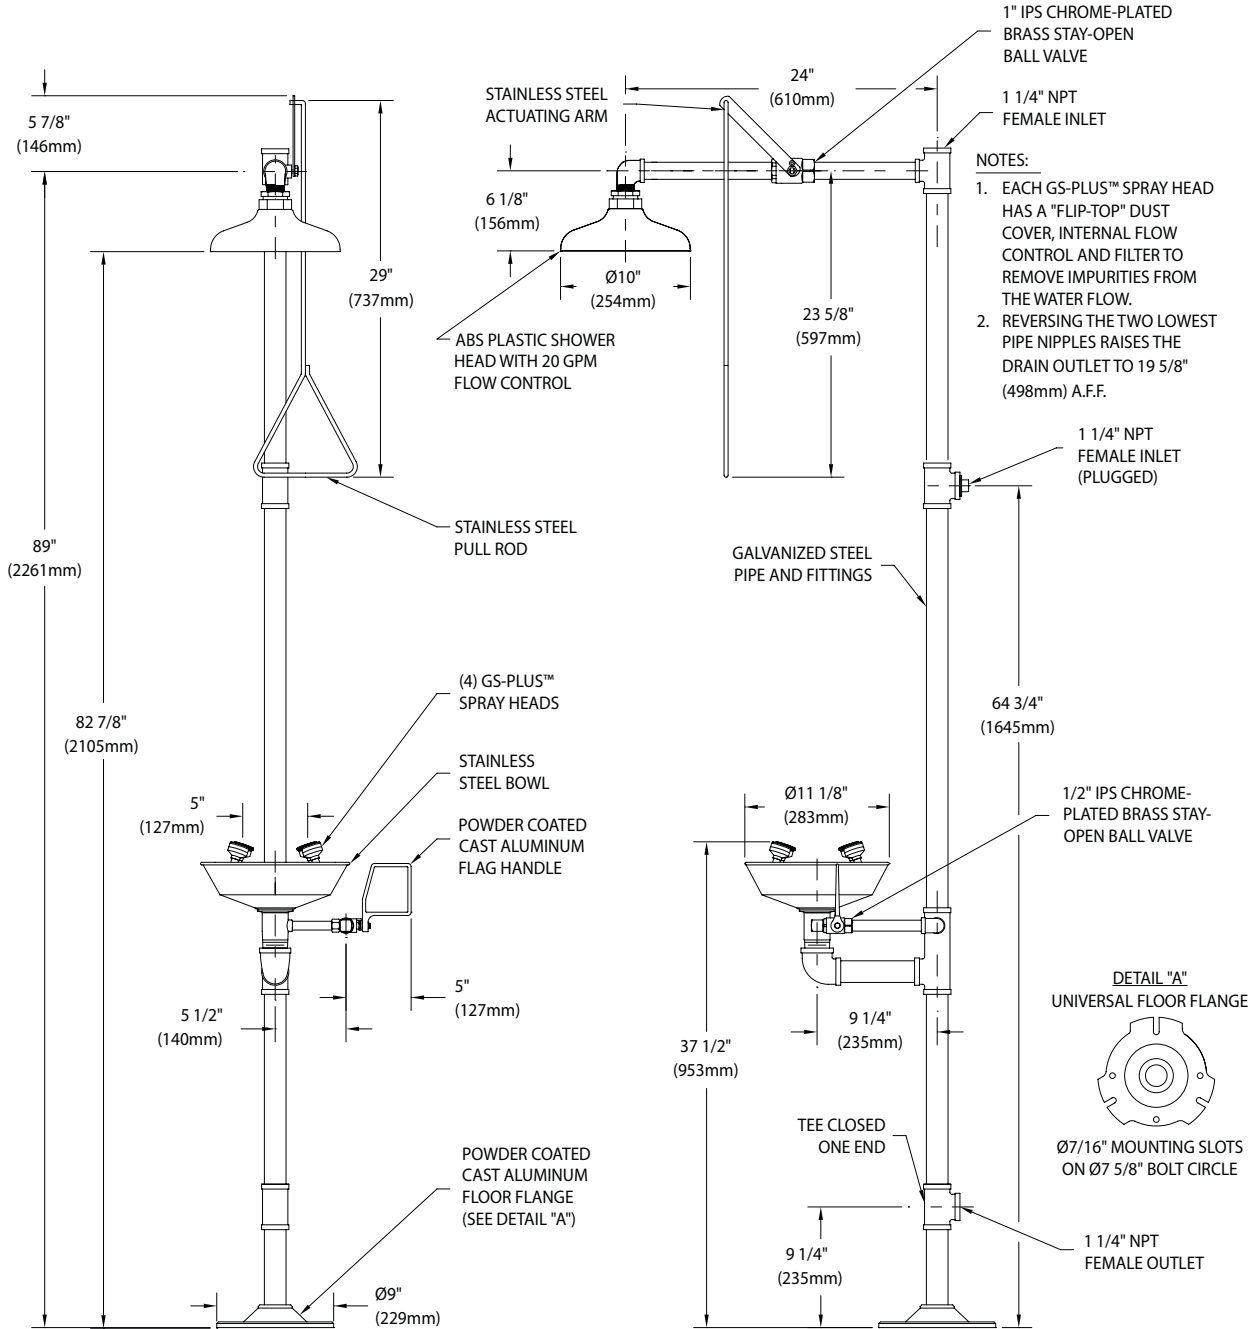 1" IPS CHROME-PLATED
BRASS STAY-OPEN
BALL VALVE
24"
(610mm)
STAINLESS STEEL
ACTUATING ARM
1 1/4" NPT
FEMALE INLET
5 7/8"
(146mm)
NOTES:
1. EACH GS-PLUS™ SPRAY HEAD
HAS A "FLIP-TOP" DUST
COVER, INTERNAL FLOW
CONTROL AND FILTER TO
REMOVE IMPURITIES FROM
THE WATER FLOW.
2. REVERSING THE TWO LOWEST
PIPE NIPPLES RAISES THE
DRAIN OUTLET TO 19 5/8"
(498mm) A.F.F.
6 1/8"
(156mm)
29"
(737mm)
Ø10"
(254mm)
23 5/8"
(597mm)
ABS PLASTIC SHOWER
HEAD WITH 20 GPM
FLOW CONTROL
1 1/4" NPT
FEMALE INLET
(PLUGGED)
STAINLESS STEEL
PULL ROD
89"
(2261mm)
GALVANIZED STEEL
PIPE AND FITTINGS
(4) GS-PLUS™
SPRAY HEADS
64 3/4"
(1645mm)
82 7/8"
(2105mm)
STAINLESS
STEEL BOWL
5"
(127mm)
Ø11 1/8"
(283mm)
1/2" IPS CHROME-
PLATED BRASS STAY-
OPEN BALL VALVE
POWDER COATED
CAST ALUMINUM
FLAG HANDLE
5"
(127mm)
5 1/2"
(140mm)
9 1/4"
(235mm)
37 1/2"
(953mm)
DETAIL "A"
UNIVERSAL FLOOR FLANGE
TEE CLOSED
ONE END
Ø7/16" MOUNTING SLOTS
ON Ø7 5/8" BOLT CIRCLE
POWDER COATED
CAST ALUMINUM
FLOOR FLANGE
(SEE DETAIL "A")
9 1/4"
(235mm)
1 1/4" NPT
FEMALE OUTLET
Ø9"
(229mm)